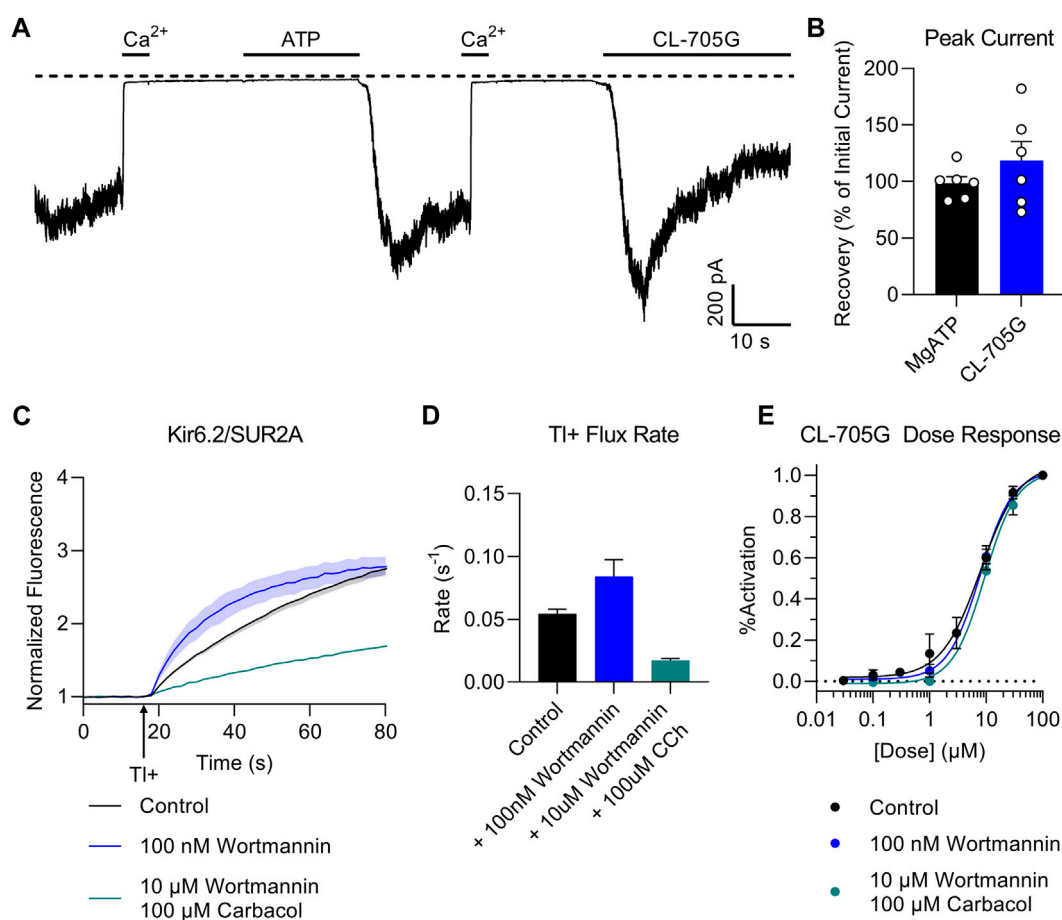 A
Ca2+
ATP
Ca2+
CL-705G
200 pA
10 s
B
Peak Current
Recovery (% of Initial Current)
200
150
100
50
0
MgATP
CL-705G
C
Kir6.2/SUR2A
Normalized Fluorescence
4
3
2
1
0
20
40
60
80
Time (s)
Tl+
Control
100 nM Wortmannin
10 µM Wortmannin
100 µM Carbacol
D
Tl+ Flux Rate
Rate (s-1)
0.15
0.10
0.05
0.00
Control
+ 100nM Wortmannin
+ 10uM Wortmannin
+ 100uM CCh
E
CL-705G Dose Response
%Activation
1.0
0.8
0.6
0.4
0.2
0.0
0.01
0.1
1
10
100
[Dose] (µM)
Control
100 nM Wortmannin
10 µM Wortmannin
100 µM Carbacol